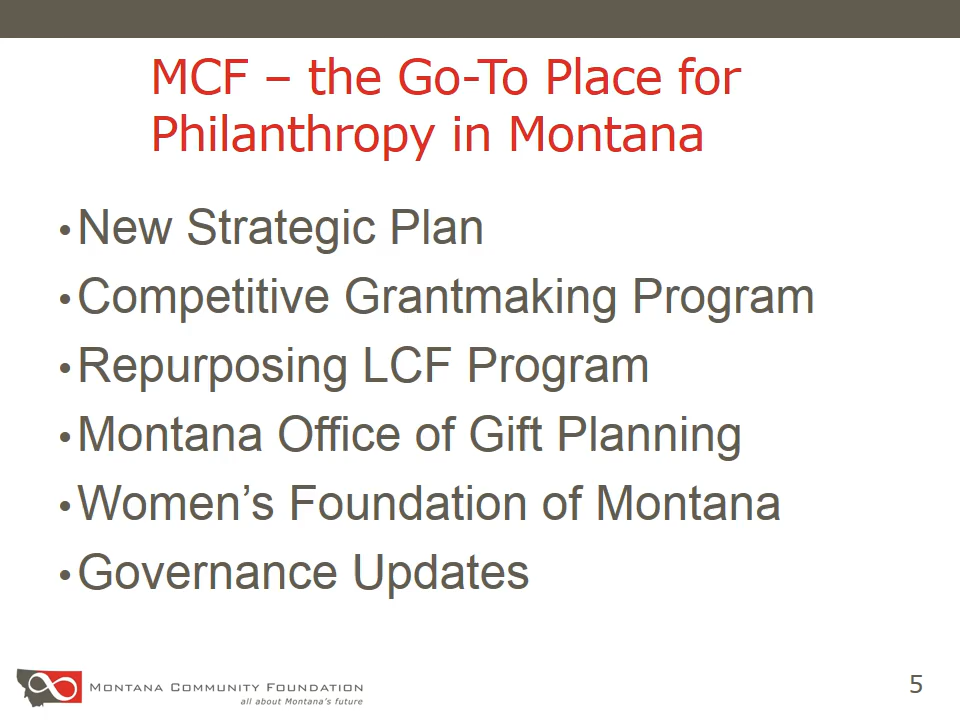 MCF – the Go-To Place for
Philanthropy in Montana
• New Strategic Plan
• Competitive Grantmaking Program
• Repurposing LCF Program
• Montana Office of Gift Planning
• Women’s Foundation of Montana
• Governance Updates
Montana Community Foundation
all about Montana's future
5